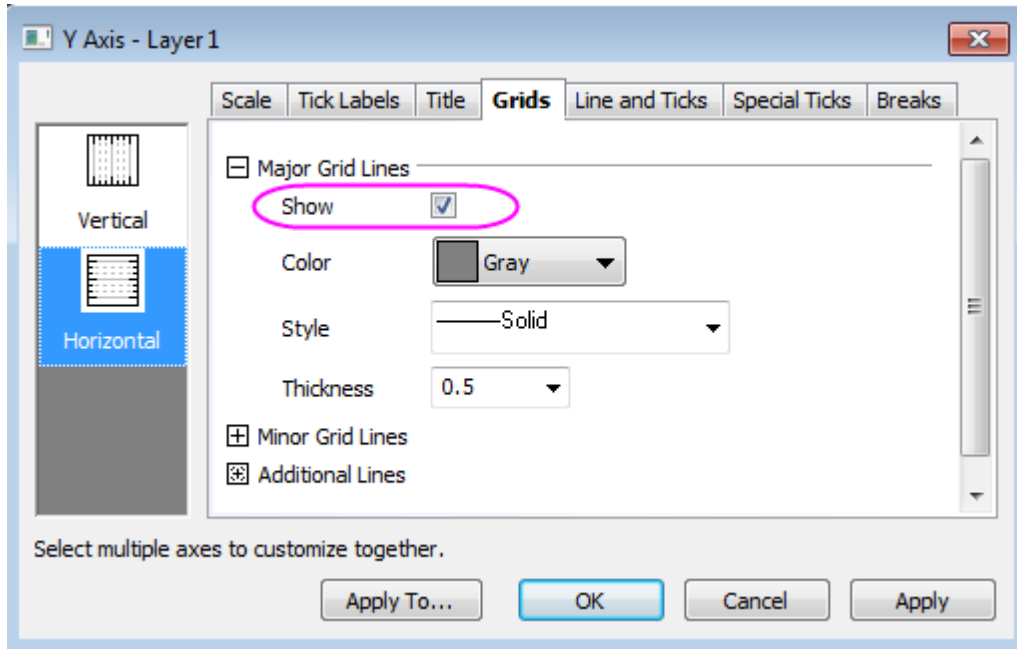 Y Axis - Layer 1
Scale Tick Labels Title Grids Line and Ticks Special Ticks Breaks
Vertical
Horizontal
Major Grid Lines
Show
Color Gray
Style Solid
Thickness 0.5
Minor Grid Lines
Additional Lines
Select multiple axes to customize together.
Apply To... OK Cancel Apply